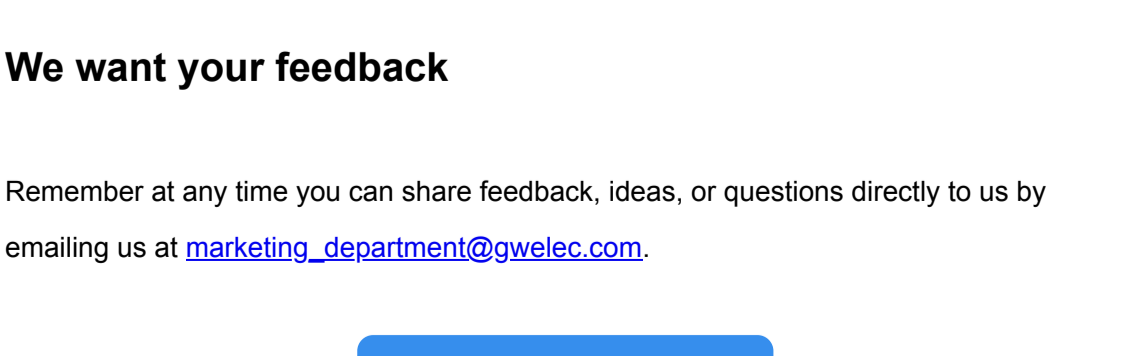 We want your feedback
Remember at any time you can share feedback, ideas, or questions directly to us by
emailing us at marketing_department@gwelec.com.